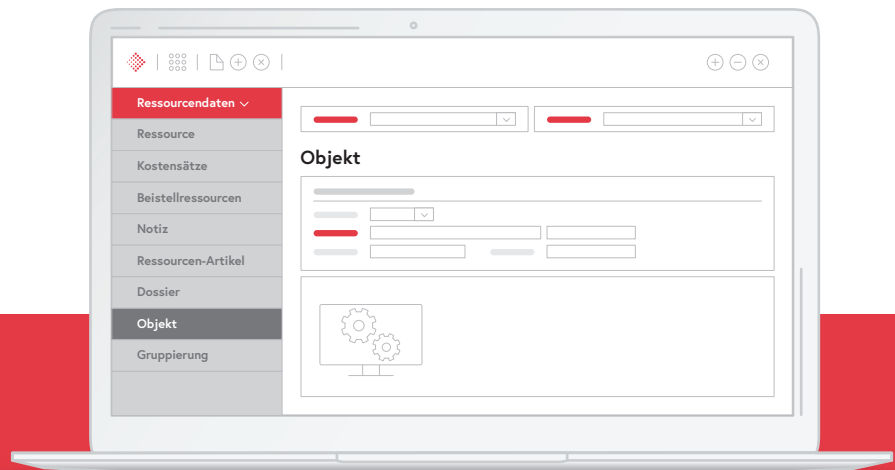 Ressourcendaten
Ressource
Kostensätze
Beistellressourcen
Notiz
Ressourcen-Artikel
Dossier
Objekt
Gruppierung
Objekt